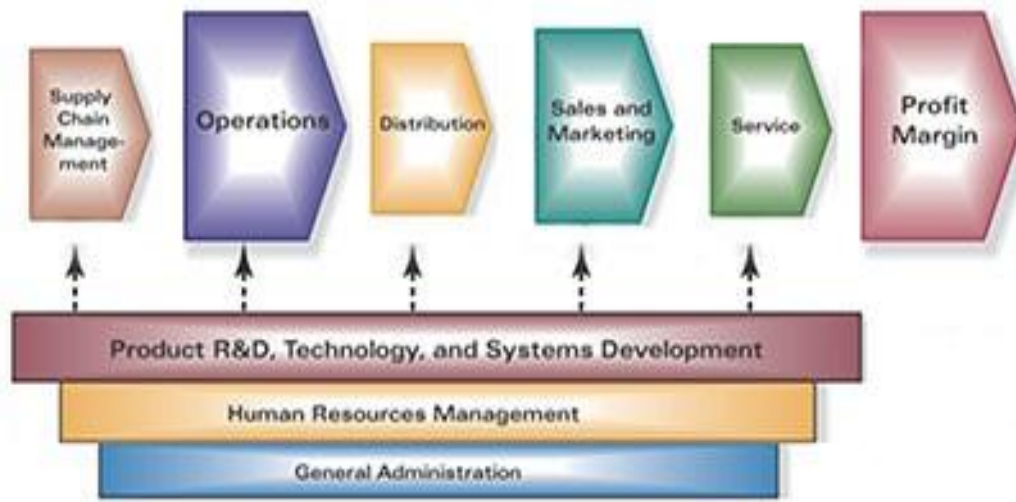 Supply
Chain
Manage-
ment
Operations
Distribution
Sales and
Marketing
Service
Profit
Margin
Product R&D, Technology, and Systems Development
Human Resources Management
General Administration